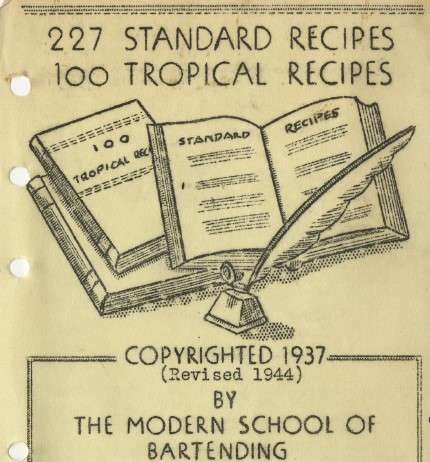 227 STANDARD RECIPES
100 TROPICAL RECIPES
100
TROPICAL REC
STANDARD
RECIPES
COPYRIGHTED 1937
(Revised 1944)
BY
THE MODERN SCHOOL OF
BARTENDING